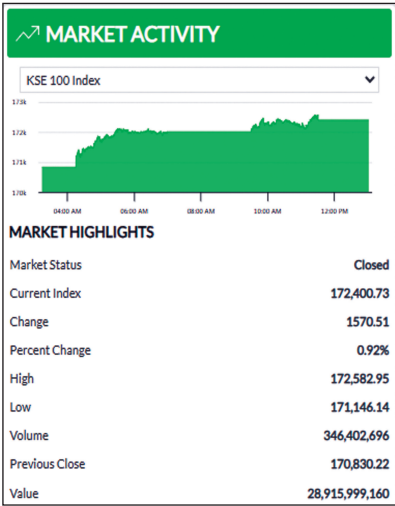 MARKET ACTIVITY
KSE 100 Index
173k
172k
171k
170k
04:00 AM 06:00 AM 08:00 AM 10:00 AM 12:00 PM
MARKET HIGHLIGHTS
Market Status Closed
Current Index 172,400.73
Change 1570.51
Percent Change 0.92%
High 172,582.95
Low 171,146.14
Volume 346,402,696
Previous Close 170,830.22
Value 28,915,999,160